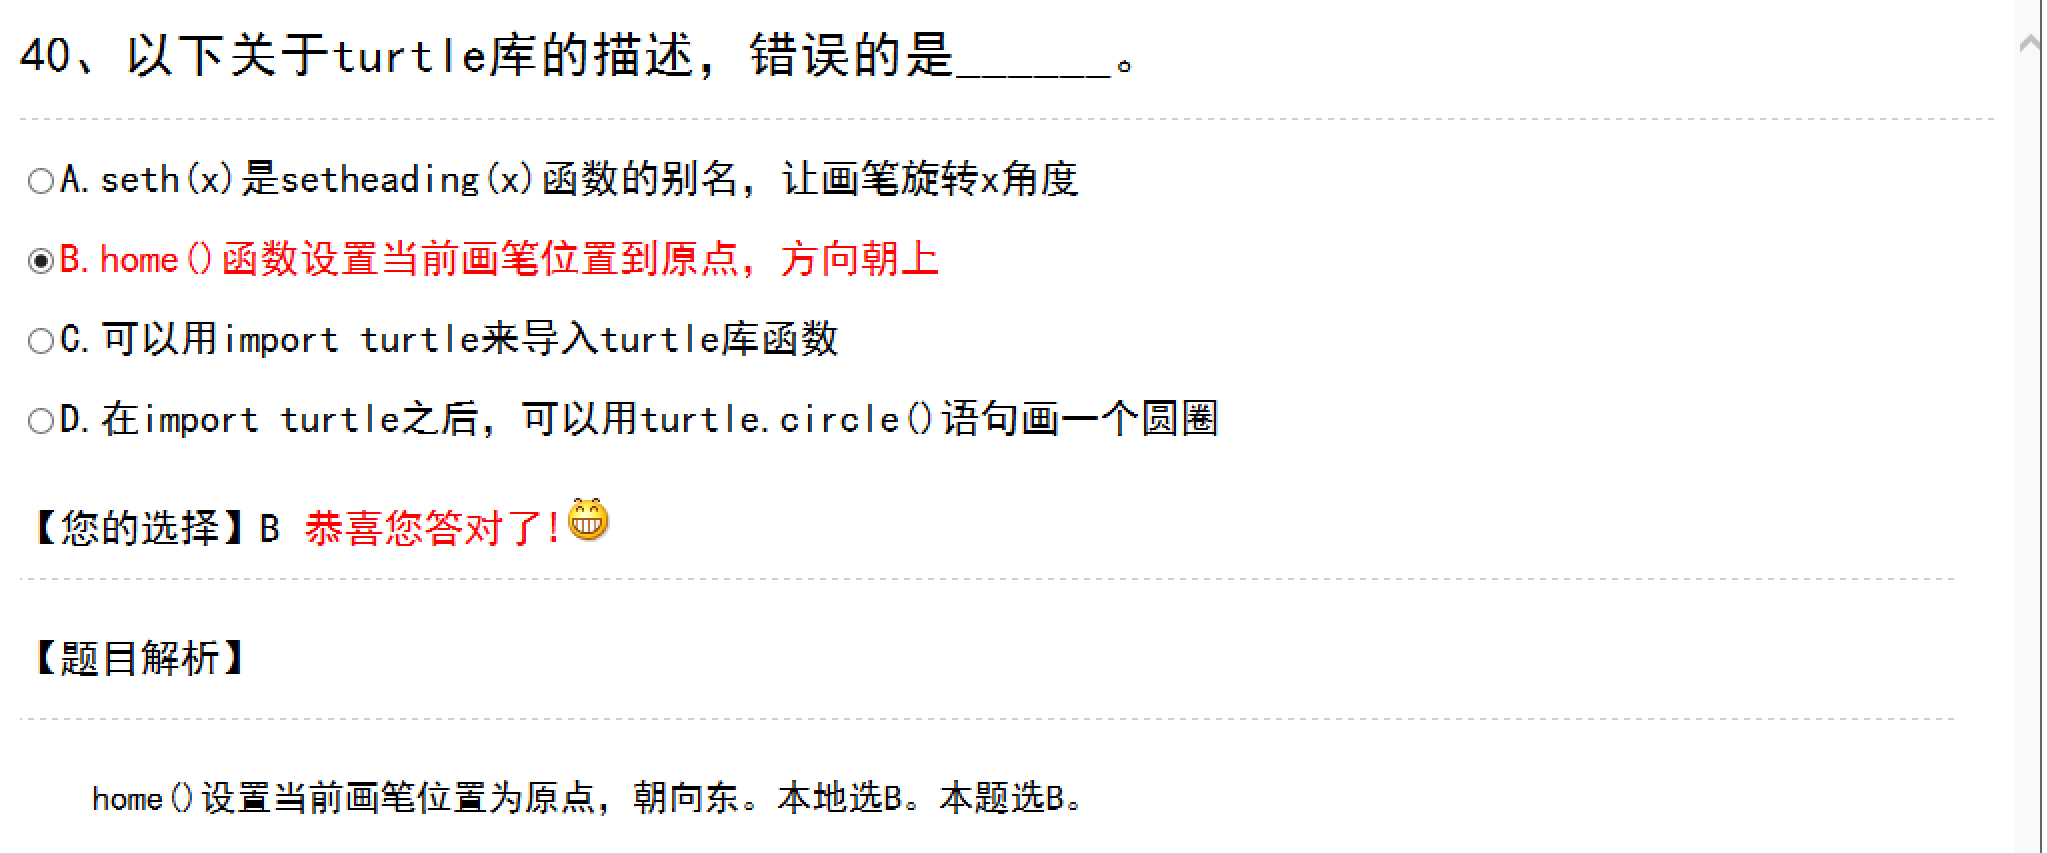 40、以下关于turtle库的描述，错误的是______。
A. seth(x)是setheading(x)函数的别名，让画笔旋转x角度
B. home()函数设置当前画笔位置到原点，方向朝上
C. 可以用import turtle来导入turtle库函数
D. 在import turtle之后，可以用turtle.circle()语句画一个圆圈
【您的选择】B 恭喜您答对了!
【题目解析】
home()设置当前画笔位置为原点，朝向东。本地选B。本题选B。